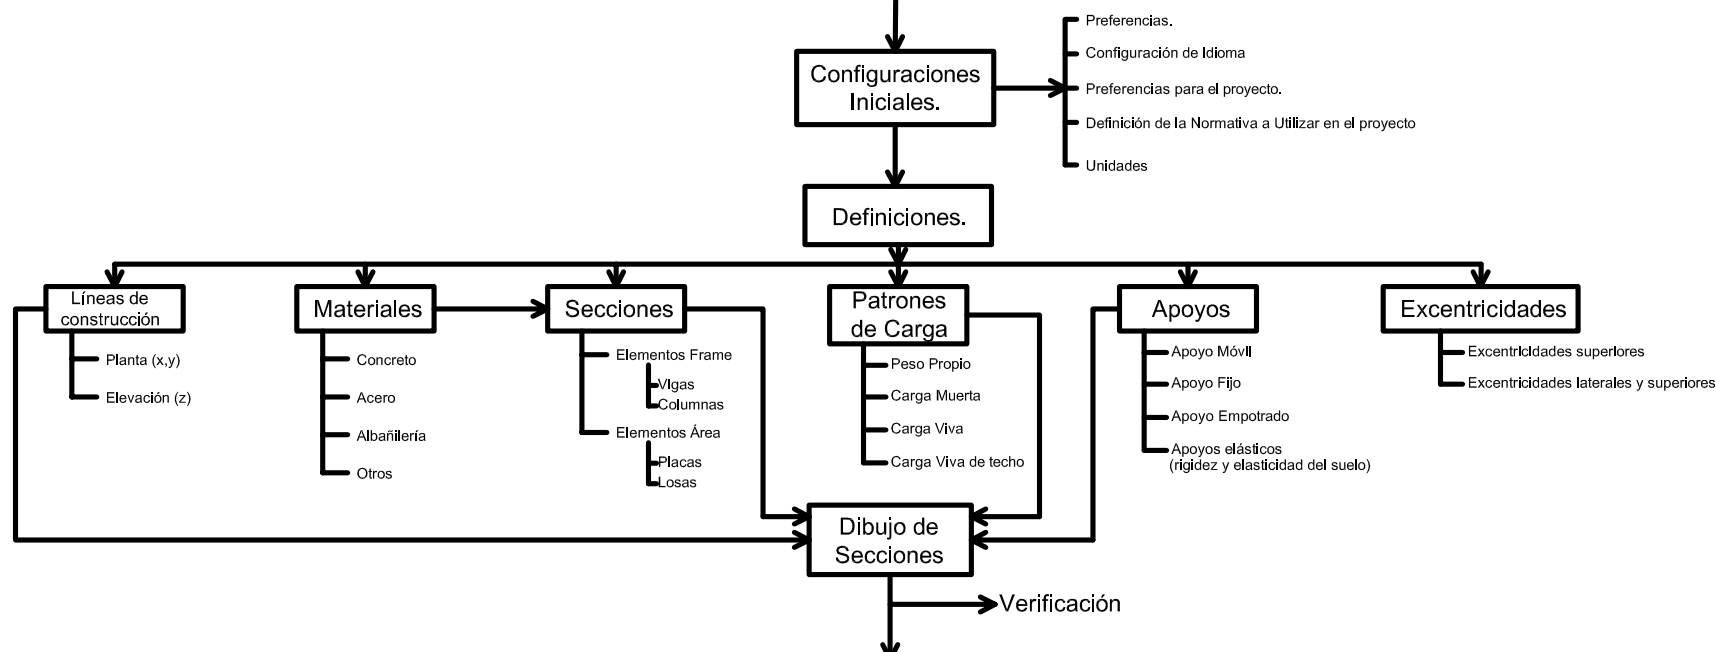 Preferencias.
Configuración de Idioma
Configuraciones
Iniciales.
Preferencias para el proyecto.
Definición de la Normativa a Utilizar en el proyecto
Unidades
Definiciones.
Líneas de
construcción
Planta (x,y)
Elevación (z)
Materiales
Concreto
Acero
Albañilería
Otros
Secciones
Elementos Frame
Vigas
Columnas
Elementos Área
Placas
Losas
Patrones
de Carga
Peso Propio
Carga Muerta
Carga Viva
Carga Viva de techo
Apoyos
Apoyo Móvil
Apoyo Fijo
Apoyo Empotrado
Apoyos elásticos
(rigidez y elasticidad del suelo)
Excentricidades
Excentricidades superiores
Excentricidades laterales y superiores
Dibujo de
Secciones
Verificación